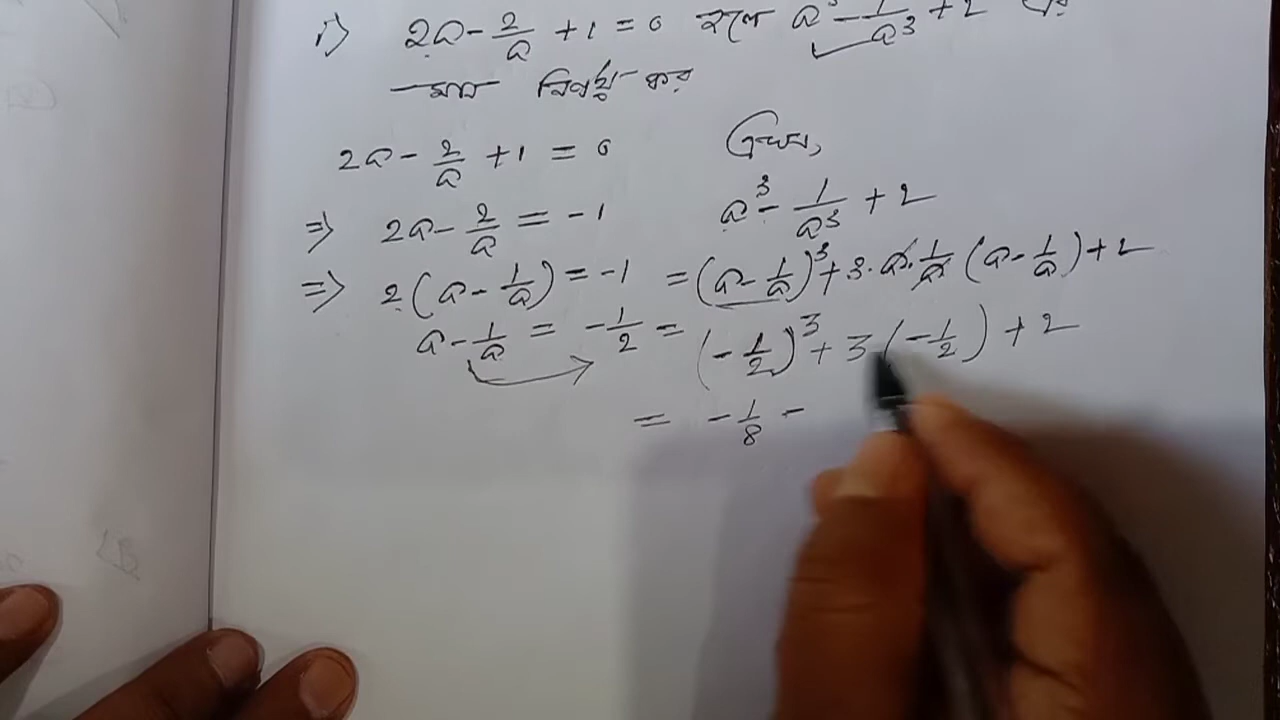 i) 2a - 2/a + 1 = 0 হলে a³ - 1/a³ + 2 এর
মান নির্ণয় কর
2a - 2/a + 1 = 0
⇒ 2a - 2/a = -1
⇒ 2(a - 1/a) = -1
a - 1/a = -1/2
এখন,
a³ - 1/a³ + 2
= (a - 1/a)³ + 3·a·1/a (a - 1/a) + 2
= (-1/2)³ + 3(-1/2) + 2
= -1/8 -